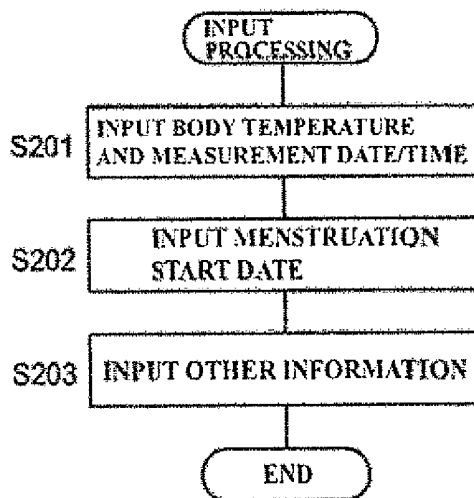 INPUT
PROCESSING
S201
INPUT BODY TEMPERATURE
AND MEASUREMENT DATE/TIME
S202
INPUT MENSTRUATION
START DATE
S203
INPUT OTHER INFORMATION
END